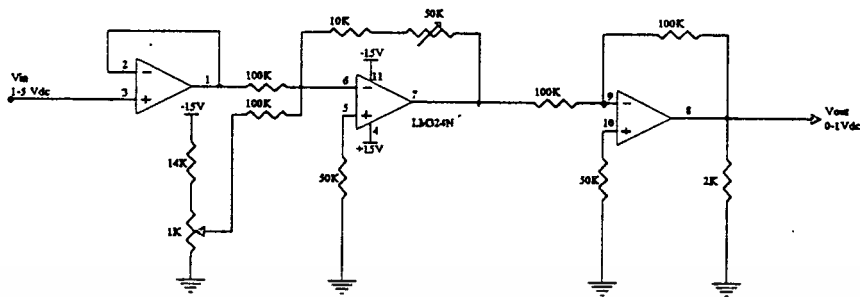 10K
50K
-15V
Vin
1-5 Vdc
2
3
1
100K
100K
6
5
11
7
4
LM324N
+15V
-15V
14K
1K
50K
100K
100K
9
10
8
Vout
0-1Vdc
50K
2K